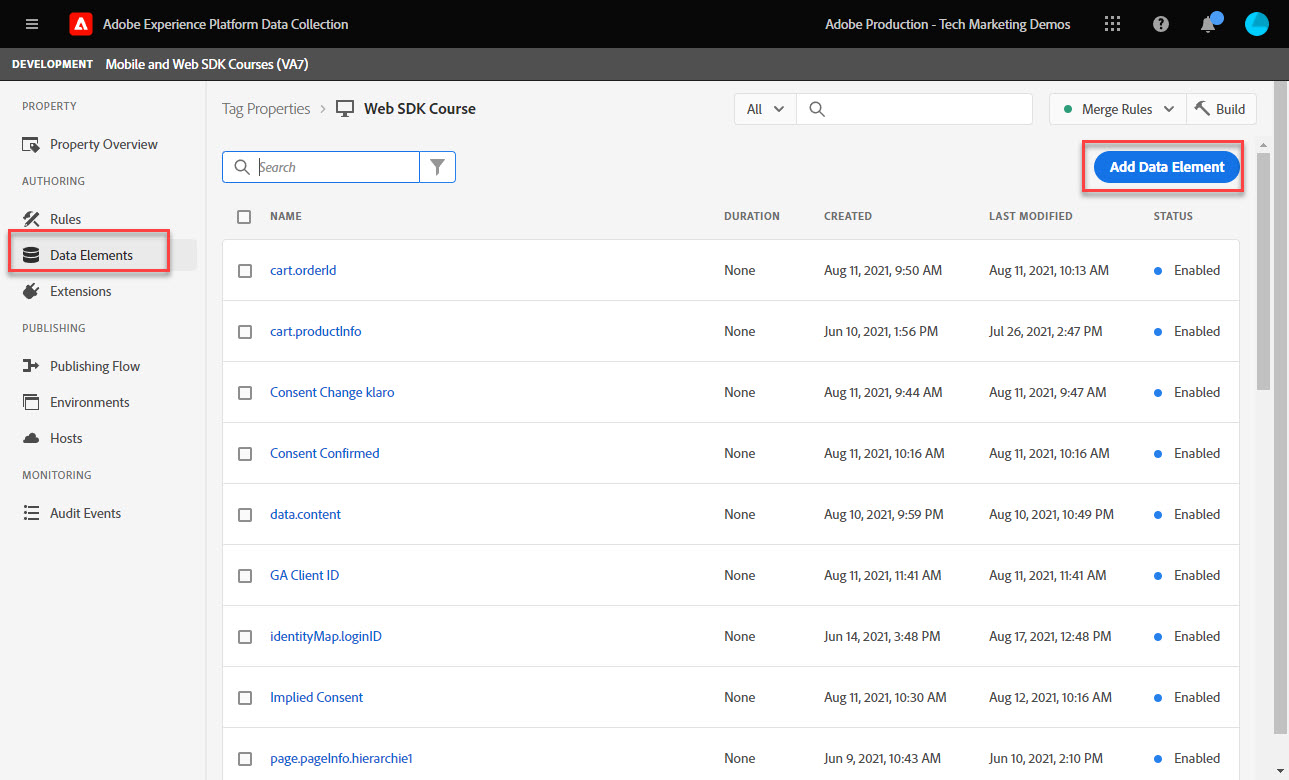 Adobe Experience Platform Data Collection
Adobe Production - Tech Marketing Demos
DEVELOPMENT Mobile and Web SDK Courses (VA7)
PROPERTY
Property Overview
AUTHORING
Rules
Data Elements
Extensions
PUBLISHING
Publishing Flow
Environments
Hosts
MONITORING
Audit Events
Tag Properties > Web SDK Course
All
Merge Rules
Build
Search
Add Data Element
NAME DURATION CREATED LAST MODIFIED STATUS
cart.orderId None Aug 11, 2021, 9:50 AM Aug 11, 2021, 10:13 AM Enabled
cart.productInfo None Jun 10, 2021, 1:56 PM Jul 26, 2021, 2:47 PM Enabled
Consent Change klaro None Aug 11, 2021, 9:44 AM Aug 11, 2021, 9:47 AM Enabled
Consent Confirmed None Aug 11, 2021, 10:16 AM Aug 11, 2021, 10:16 AM Enabled
data.content None Aug 10, 2021, 9:59 PM Aug 10, 2021, 10:49 PM Enabled
GA Client ID None Aug 11, 2021, 11:41 AM Aug 11, 2021, 11:41 AM Enabled
identityMap.loginID None Jun 14, 2021, 3:48 PM Aug 17, 2021, 12:48 PM Enabled
Implied Consent None Aug 11, 2021, 10:30 AM Aug 12, 2021, 10:16 AM Enabled
page.pageInfo.hierarchie1 None Jun 9, 2021, 10:43 AM Jun 10, 2021, 2:10 PM Enabled